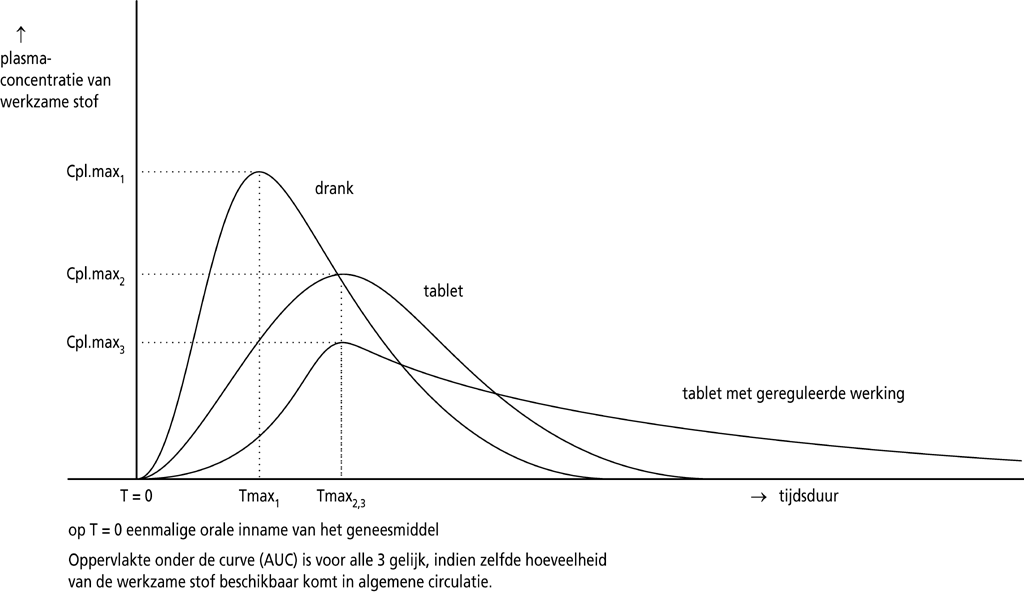 ↑
plasma-
concentratie van
werkzame stof
Cpl.max₁
drank
Cpl.max₂
tablet
Cpl.max₃
tablet met gereguleerde werking
T = 0
Tmax₁
Tmax₂,₃
→ tijdsduur
op T = 0 eenmalige orale inname van het geneesmiddel
Oppervlakte onder de curve (AUC) is voor alle 3 gelijk, indien zelfde hoeveelheid
van de werkzame stof beschikbaar komt in algemene circulatie.